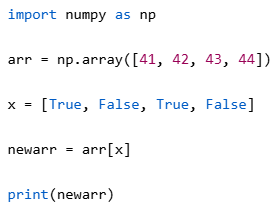 import numpy as np
arr = np.array([41, 42, 43, 44])
x = [True, False, True, False]
newarr = arr[x]
print(newarr)